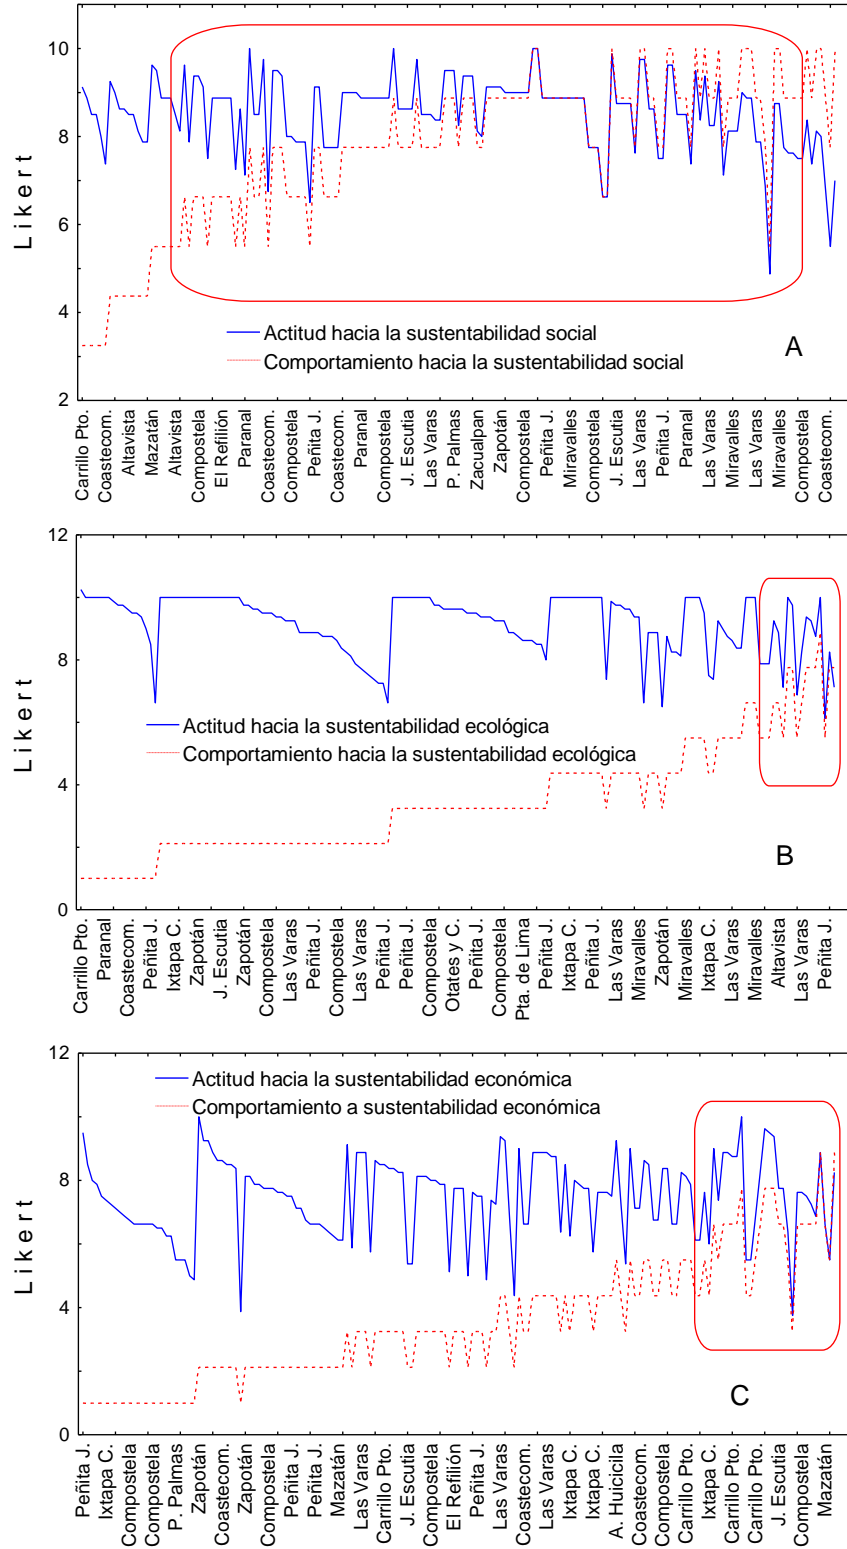 10
8
6
4
2
Likert
Actitud hacia la sustentabilidad social
Comportamiento hacia la sustentabilidad social
A
Carrillo Pto.
Coastecom.
Altavista
Mazatán
Altavista
Compostela
El Refilión
Paranal
Coastecom.
Compostela
Peñita J.
Coastecom.
Paranal
Compostela
J. Escutia
Las Varas
P. Palmas
Zacualpan
Zapotán
Compostela
Peñita J.
Miravalles
Compostela
J. Escutia
Las Varas
Peñita J.
Paranal
Las Varas
Miravalles
Las Varas
Miravalles
Compostela
Coastecom.
12
8
4
0
Likert
Actitud hacia la sustentabilidad ecológica
Comportamiento hacia la sustentabilidad ecológica
B
Carrillo Pto.
Paranal
Coastecom.
Peñita J.
Ixtapa C.
Zapotán
J. Escutia
Zapotán
Compostela
Las Varas
Peñita J.
Compostela
Las Varas
Peñita J.
Peñita J.
Compostela
Otates y C.
Peñita J.
Compostela
Pta. de Lima
Peñita J.
Ixtapa C.
Peñita J.
Las Varas
Miravalles
Zapotán
Miravalles
Ixtapa C.
Las Varas
Miravalles
Altavista
Las Varas
Peñita J.
12
8
4
0
Likert
Actitud hacia la sustentabilidad económica
Comportamiento a sustentabilidad económica
C
Peñita J.
Ixtapa C.
Compostela
Compostela
P. Palmas
Zapotán
Coastecom.
Zapotán
Compostela
Peñita J.
Peñita J.
Mazatán
Las Varas
Carrillo Pto.
J. Escutia
Compostela
El Refilión
Peñita J.
Las Varas
Coastecom.
Las Varas
Ixtapa C.
Ixtapa C.
A. Huicicila
Coastecom.
Compostela
Carrillo Pto.
Ixtapa C.
Carrillo Pto.
Carrillo Pto.
J. Escutia
Compostela
Mazatán